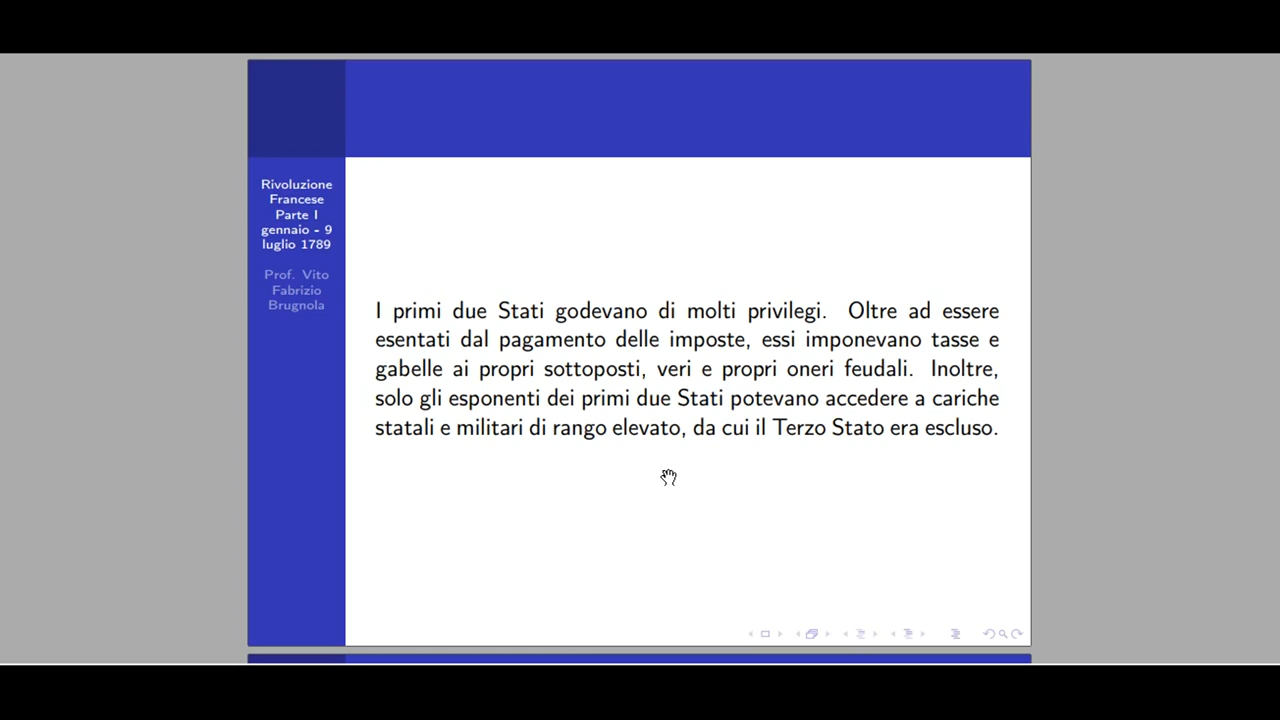 Rivoluzione
Francese
Parte I
gennaio - 9
luglio 1789
Prof. Vito
Fabrizio
Brugnola
I primi due Stati godevano di molti privilegi. Oltre ad essere
esentati dal pagamento delle imposte, essi imponevano tasse e
gabelle ai propri sottoposti, veri e propri oneri feudali. Inoltre,
solo gli esponenti dei primi due Stati potevano accedere a cariche
statali e militari di rango elevato, da cui il Terzo Stato era escluso.